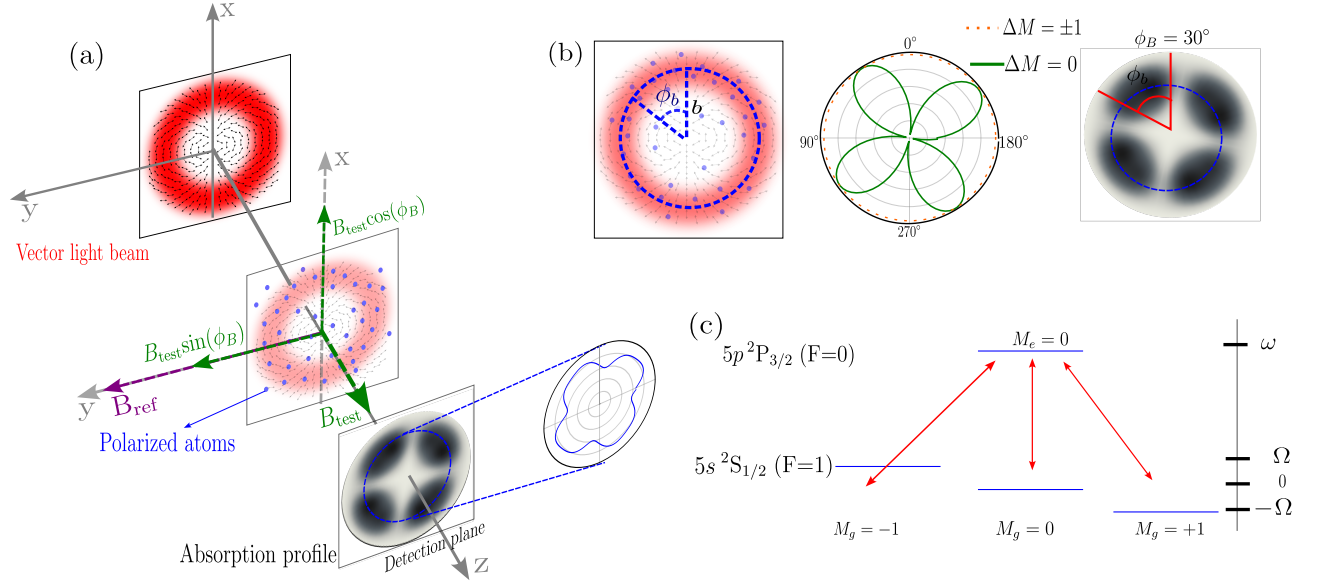 (a)
x
y
Vector light beam
x
B_test cos(ϕ_B)
B_test sin(ϕ_B)
y
B_ref
B_test
Polarized atoms
Absorption profile
Detection plane
z
(b)
ϕ_b
b
0°
90°
180°
270°
ΔM = ±1
ΔM = 0
ϕ_B = 30°
ϕ_b
(c)
5p ²P_3/2 (F=0)
M_e = 0
ω
5s ²S_1/2 (F=1)
Ω
0
−Ω
M_g = −1
M_g = 0
M_g = +1